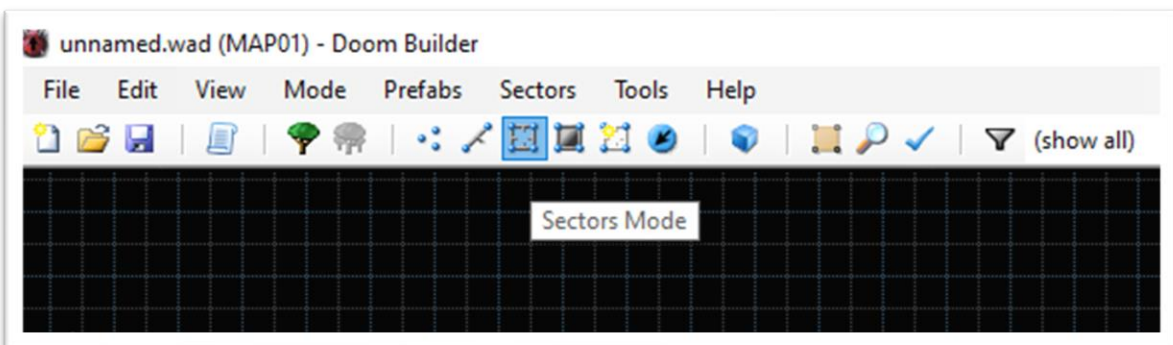 unnamed.wad (MAP01) - Doom Builder
File Edit View Mode Prefabs Sectors Tools Help
(show all)
Sectors Mode